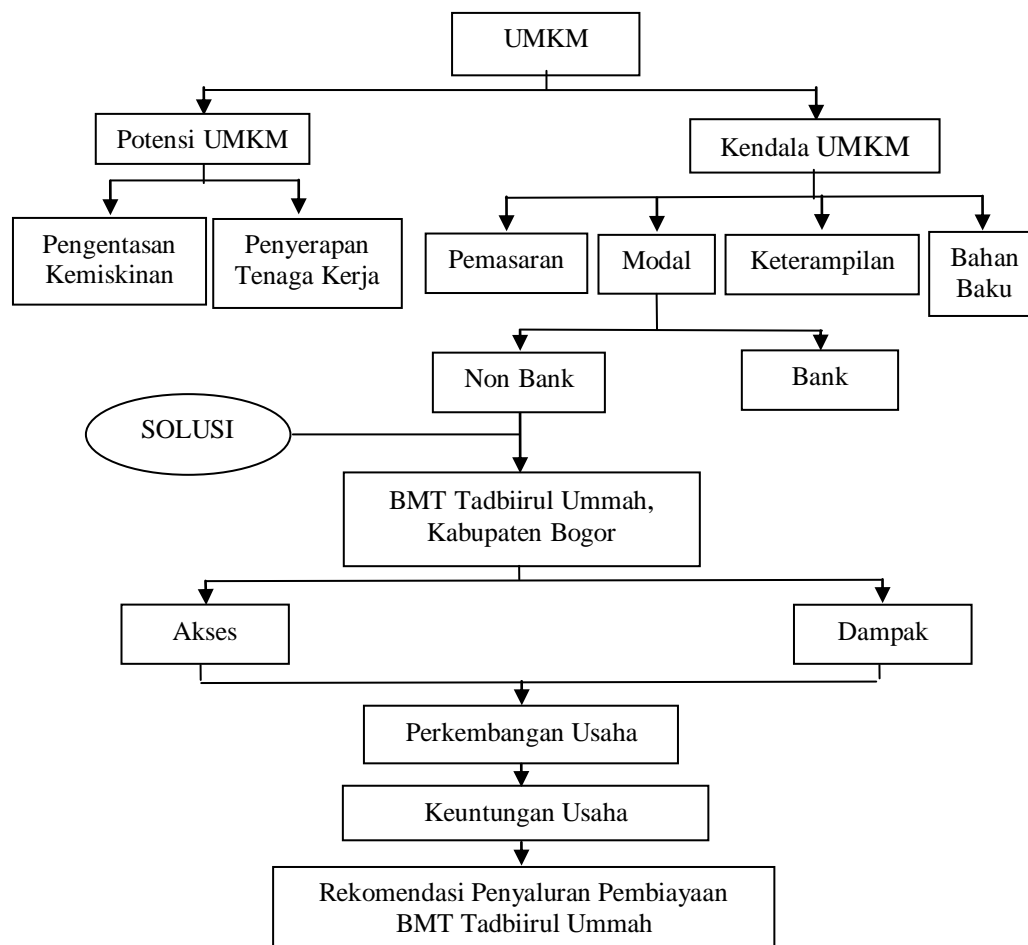 UMKM
Potensi UMKM
Kendala UMKM
Pengentasan
Kemiskinan
Penyerapan
Tenaga Kerja
Pemasaran
Modal
Keterampilan
Bahan
Baku
Non Bank
Bank
SOLUSI
BMT Tadbiirul Ummah,
Kabupaten Bogor
Akses
Dampak
Perkembangan Usaha
Keuntungan Usaha
Rekomendasi Penyaluran Pembiayaan
BMT Tadbiirul Ummah